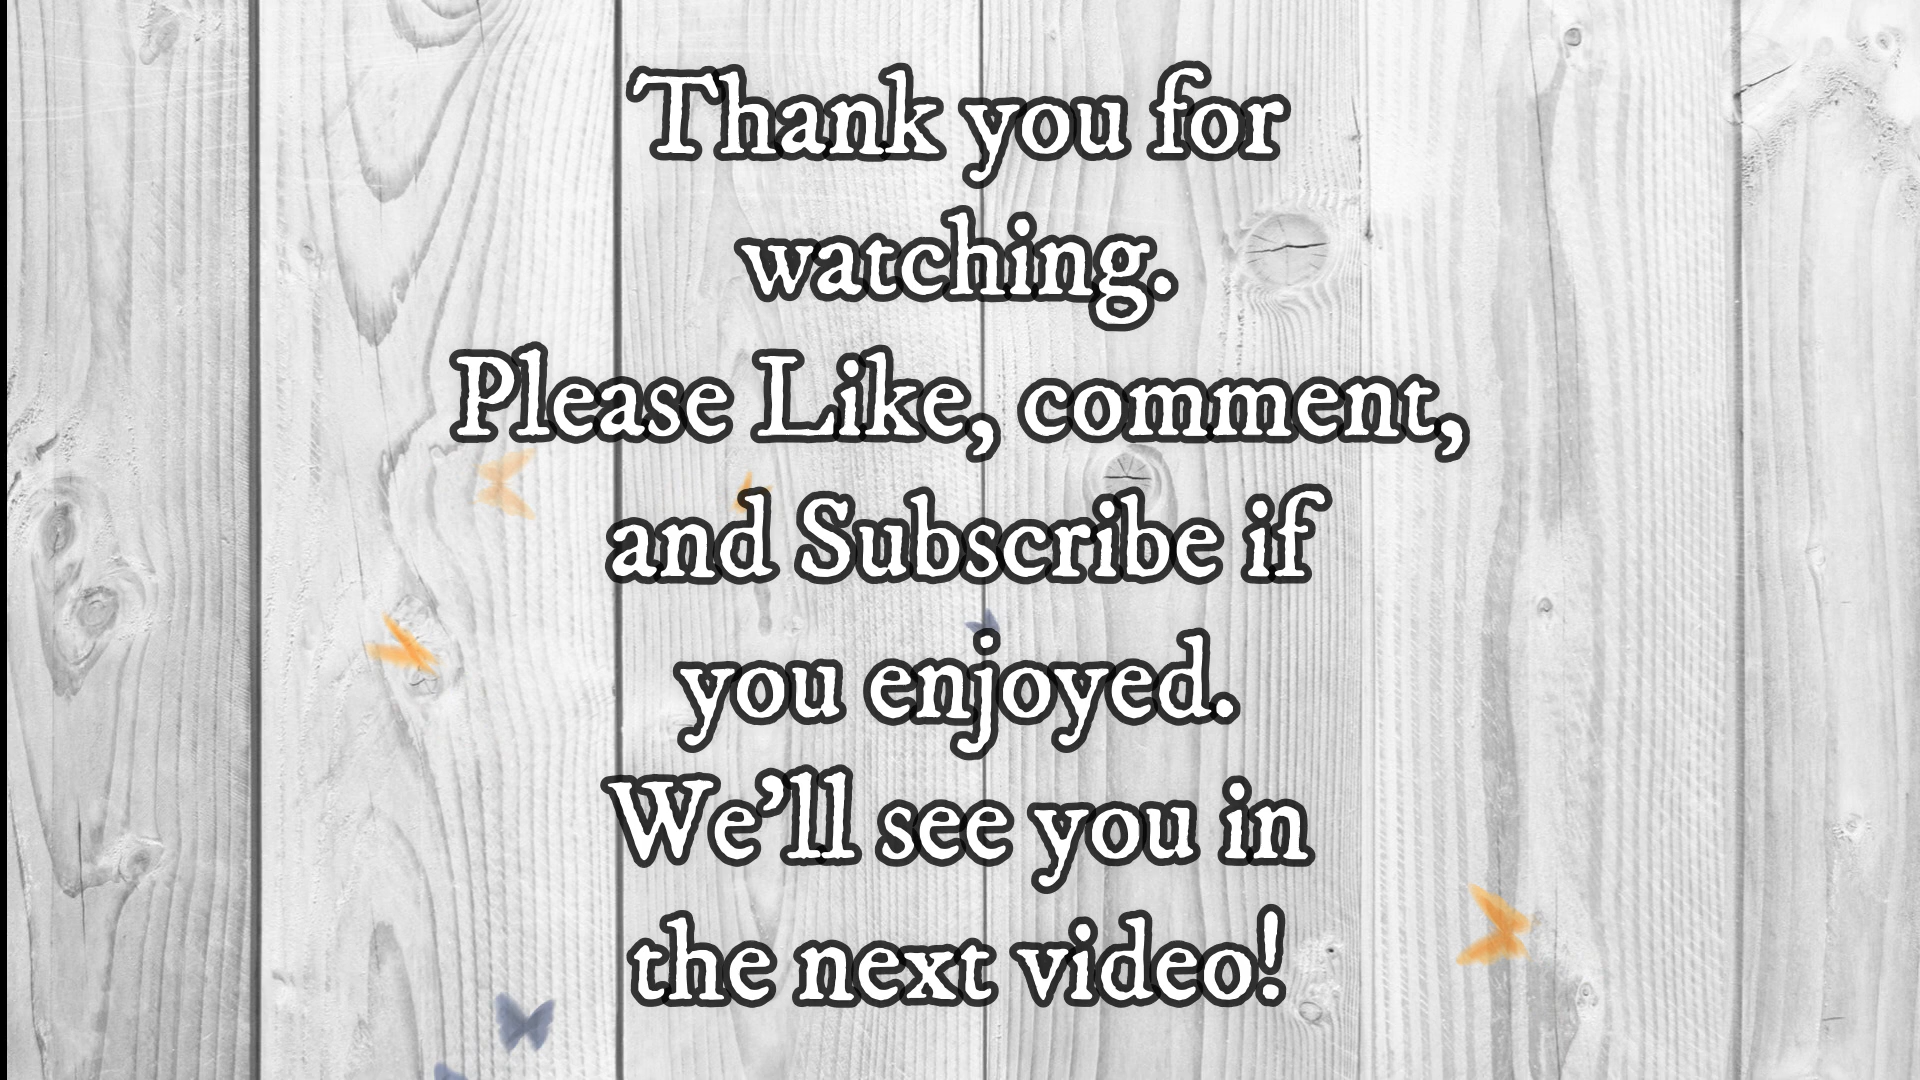 Thank you for
watching.
Please Like, comment,
and Subscribe if
you enjoyed.
We’ll see you in
the next video!